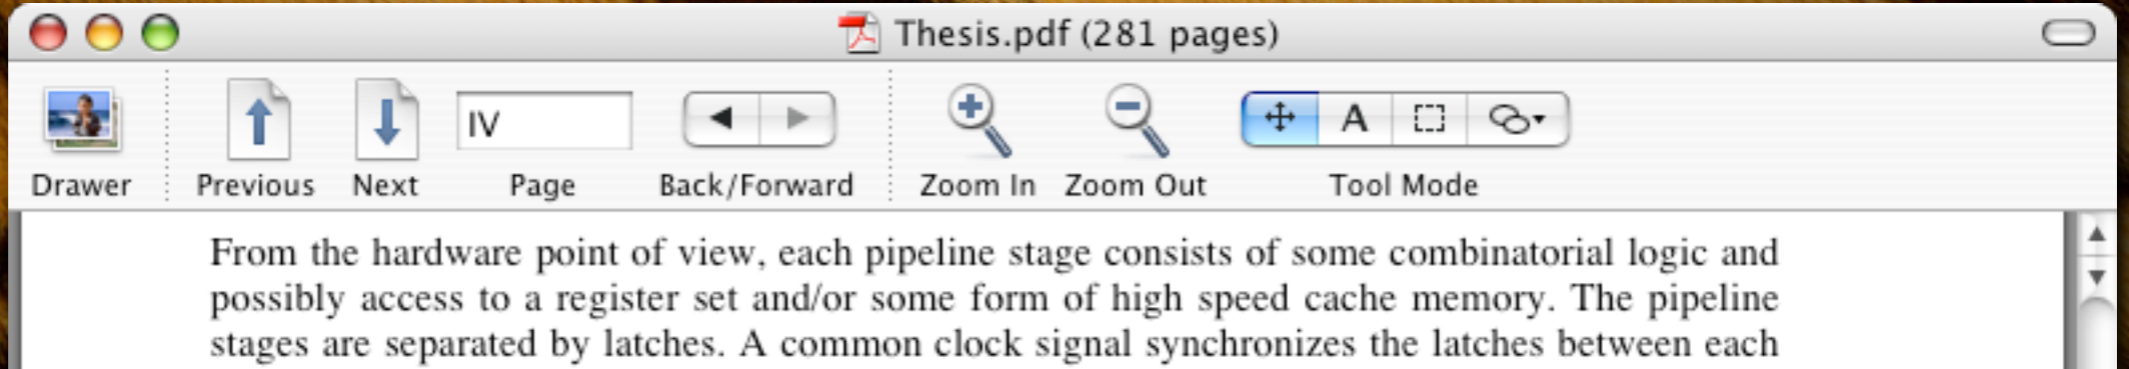 Thesis.pdf (281 pages)
IV
A
Drawer Previous Next Page Back/Forward Zoom In Zoom Out Tool Mode
From the hardware point of view, each pipeline stage consists of some combinatorial logic and
possibly access to a register set and/or some form of high speed cache memory. The pipeline
stages are separated by latches. A common clock signal synchronizes the latches between each